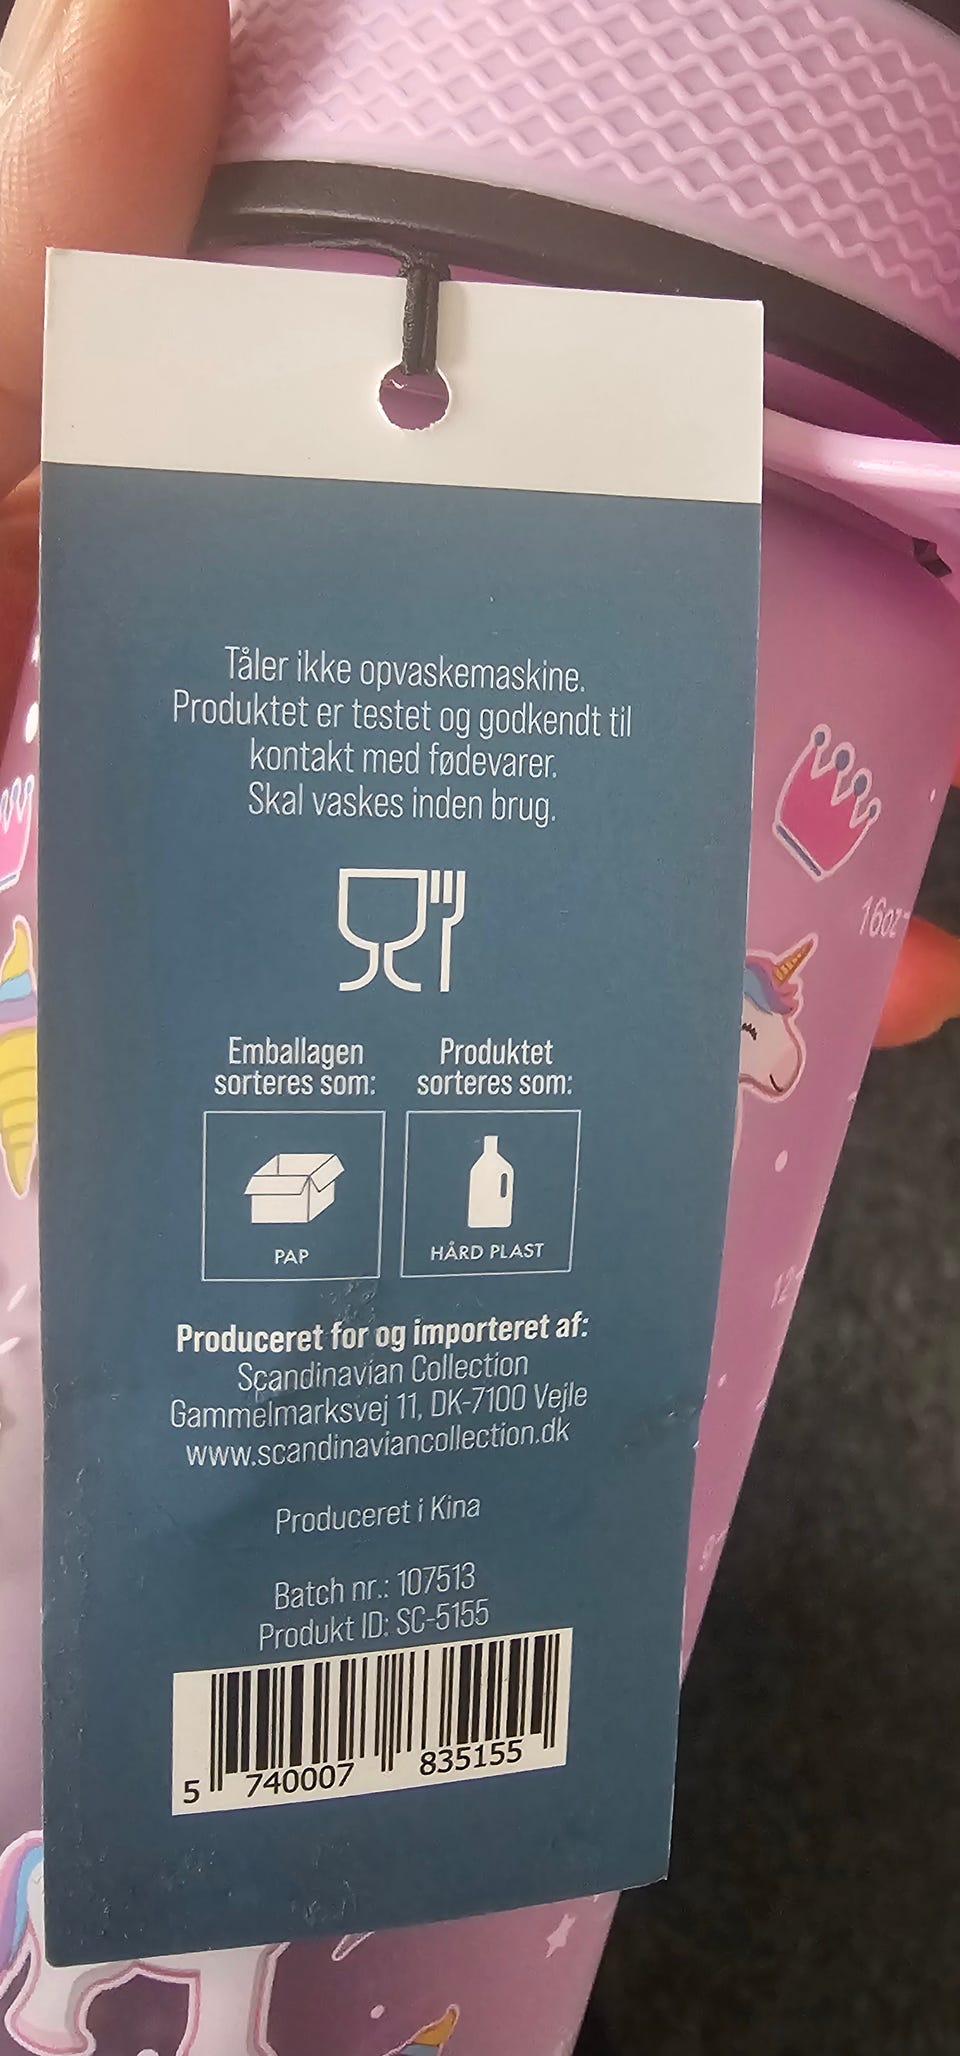 Tåler ikke opvaskemaskine.
Produktet er testet og godkendt til
kontakt med fødevarer.
Skal vaskes inden brug.
Emballagen
sorteres som:
PAP
Produktet
sorteres som:
HÅRD PLAST
Produceret for og importeret af:
Scandinavian Collection
Gammelmarksvej 11, DK-7100 Vejle
www.scandinaviancollection.dk
Produceret i Kina
Batch nr.: 107513
Produkt ID: SC-5155
5 740007 835155
16oz